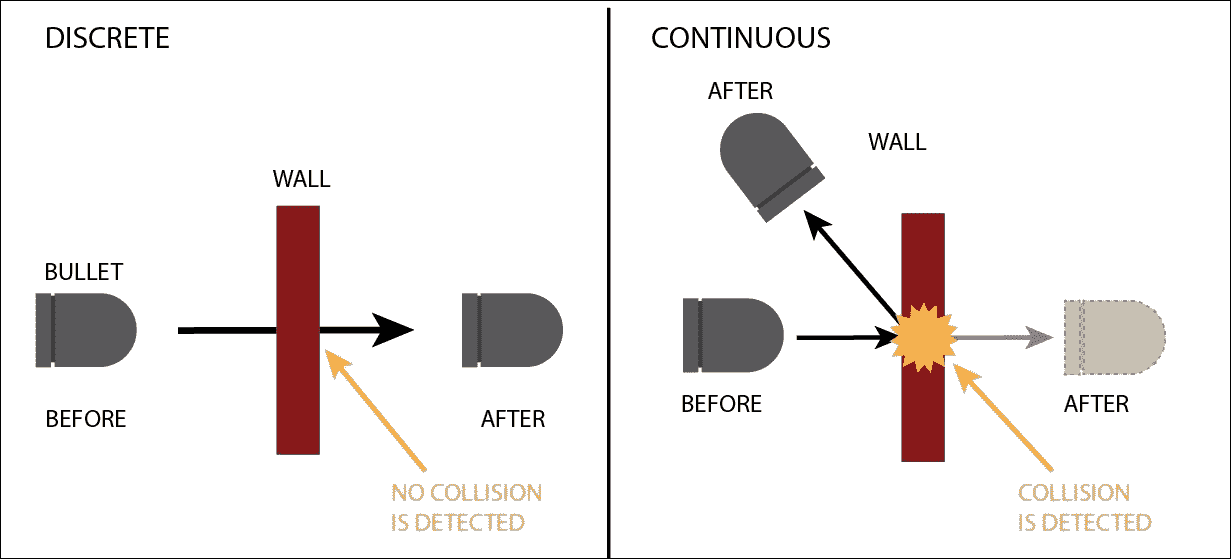 DISCRETE
WALL
BULLET
BEFORE
AFTER
NO COLLISION
IS DETECTED
CONTINUOUS
AFTER
WALL
BEFORE
AFTER
COLLISION
IS DETECTED